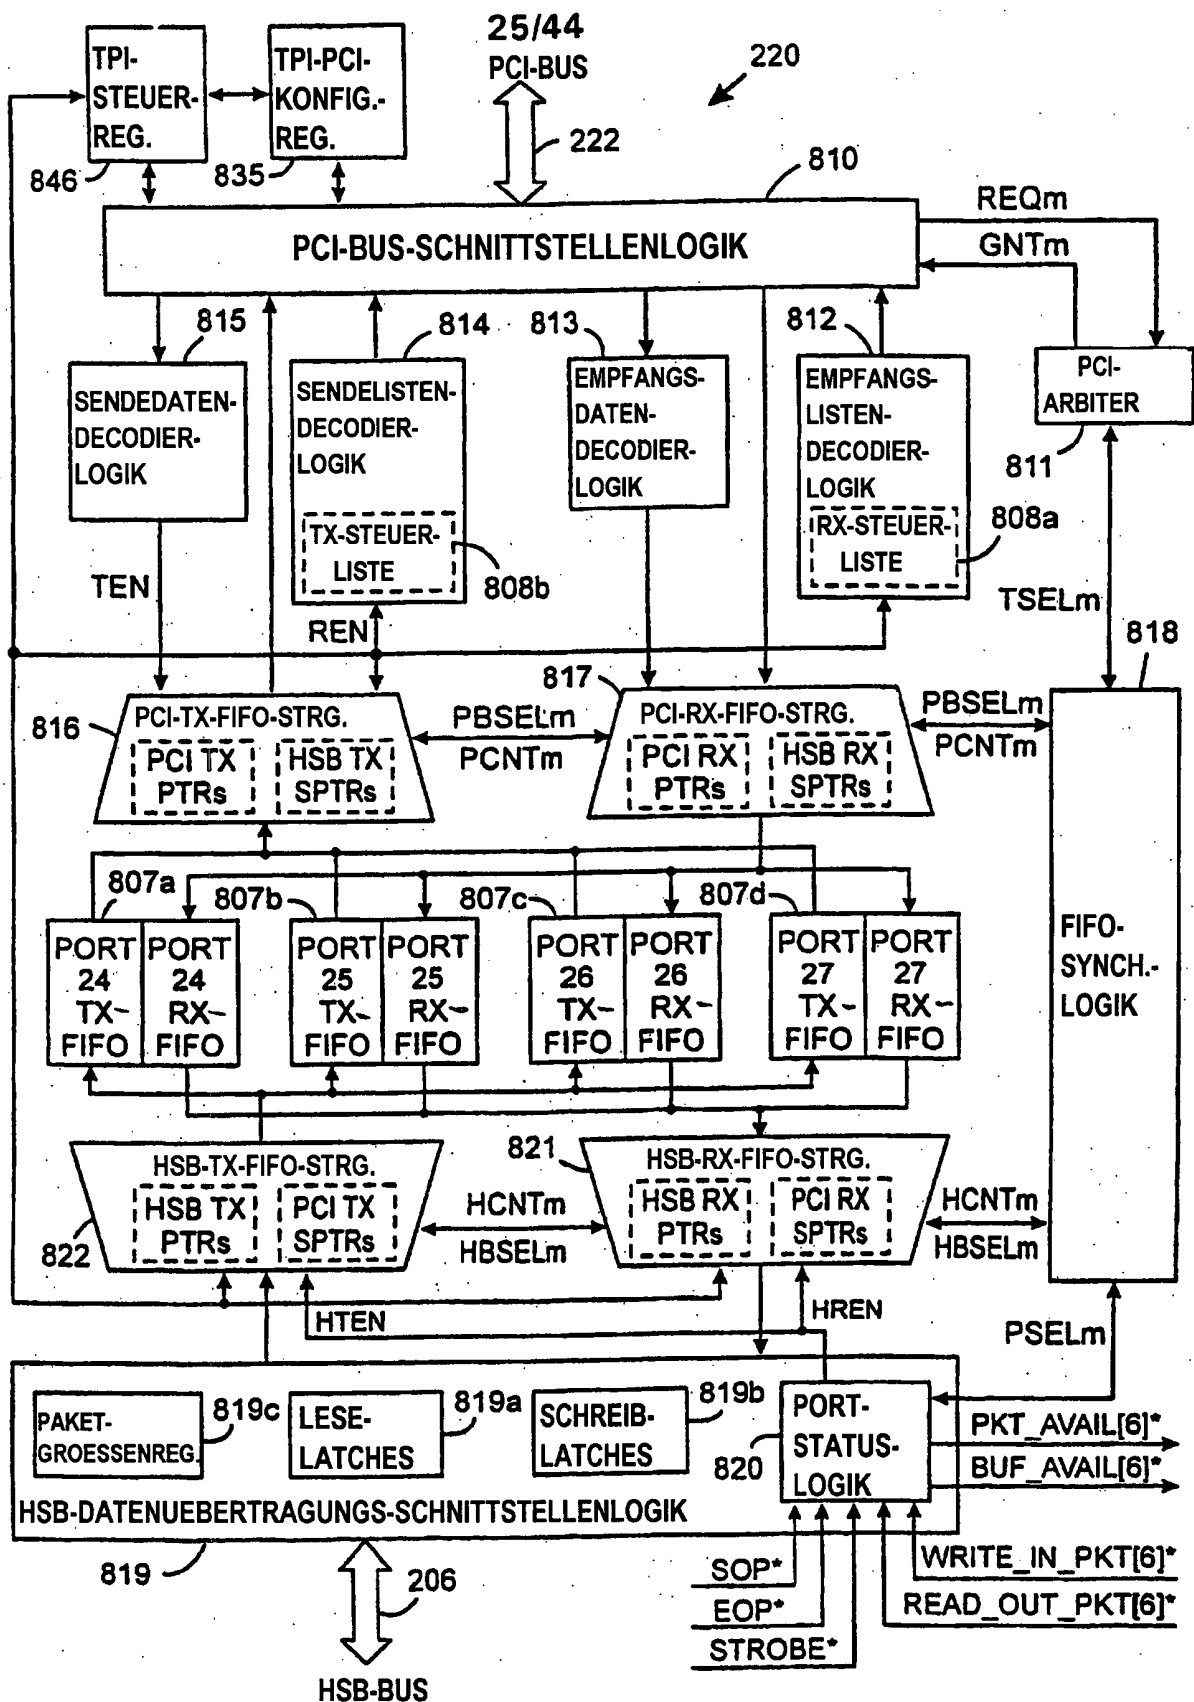 25/44
TPI-
STEUER-
REG.
TPI-PCI-
KONFIG.-
REG.
PCI-BUS
220
846
835
222
810
REQm
GNTm
PCI-BUS-SCHNITTSTELLENLOGIK
815
814
813
812
SENDEDATEN-
DECODIER-
LOGIK
SENDELISTEN-
DECODIER-
LOGIK
TX-STEUER-
LISTE
808b
EMPFANGS-
DATEN-
DECODIER-
LOGIK
EMPFANGS-
LISTEN-
DECODIER-
LOGIK
RX-STEUER-
LISTE
808a
PCI-
ARBITER
811
TEN
REN
TSELm
818
816
PCI-TX-FIFO-STRG.
PCI TX
PTRs
HSB TX
SPTRs
PBSELm
PCNTm
817
PCI-RX-FIFO-STRG.
PCI RX
PTRs
HSB RX
SPTRs
PBSELm
PCNTm
FIFO-
SYNCH.-
LOGIK
807a
807b
807c
807d
PORT
24
TX-
FIFO
PORT
24
RX-
FIFO
PORT
25
TX-
FIFO
PORT
25
RX-
FIFO
PORT
26
TX-
FIFO
PORT
26
RX-
FIFO
PORT
27
TX-
FIFO
PORT
27
RX-
FIFO
822
HSB-TX-FIFO-STRG.
HSB TX
PTRs
PCI TX
SPTRs
HCNTm
HBSELm
821
HSB-RX-FIFO-STRG.
HSB RX
PTRs
PCI RX
SPTRs
HCNTm
HBSELm
HTEN
HREN
PSELm
PAKET-
GROESSENREG.
819c
LESE-
LATCHES
819a
SCHREIB-
LATCHES
819b
820
PORT-
STATUS-
LOGIK
PKT_AVAIL[6]*
BUF_AVAIL[6]*
HSB-DATENUEBERTRAGUNGS-SCHNITTSTELLENLOGIK
819
206
HSB-BUS
SOP*
EOP*
STROBE*
WRITE_IN_PKT[6]*
READ_OUT_PKT[6]*